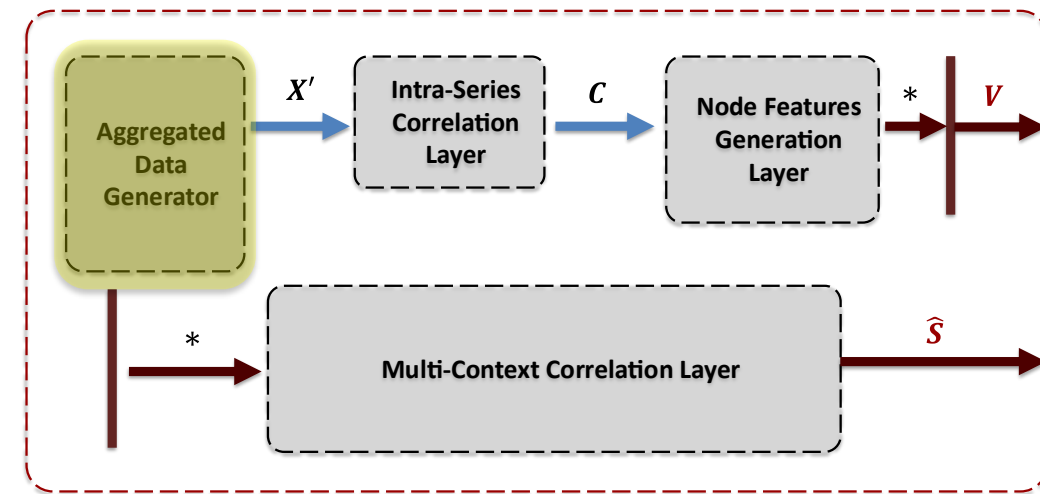 Aggregated
Data
Generator
X′
Intra-Series
Correlation
Layer
C
Node Features
Generation
Layer
*
V
*
Multi-Context Correlation Layer
Ŝ